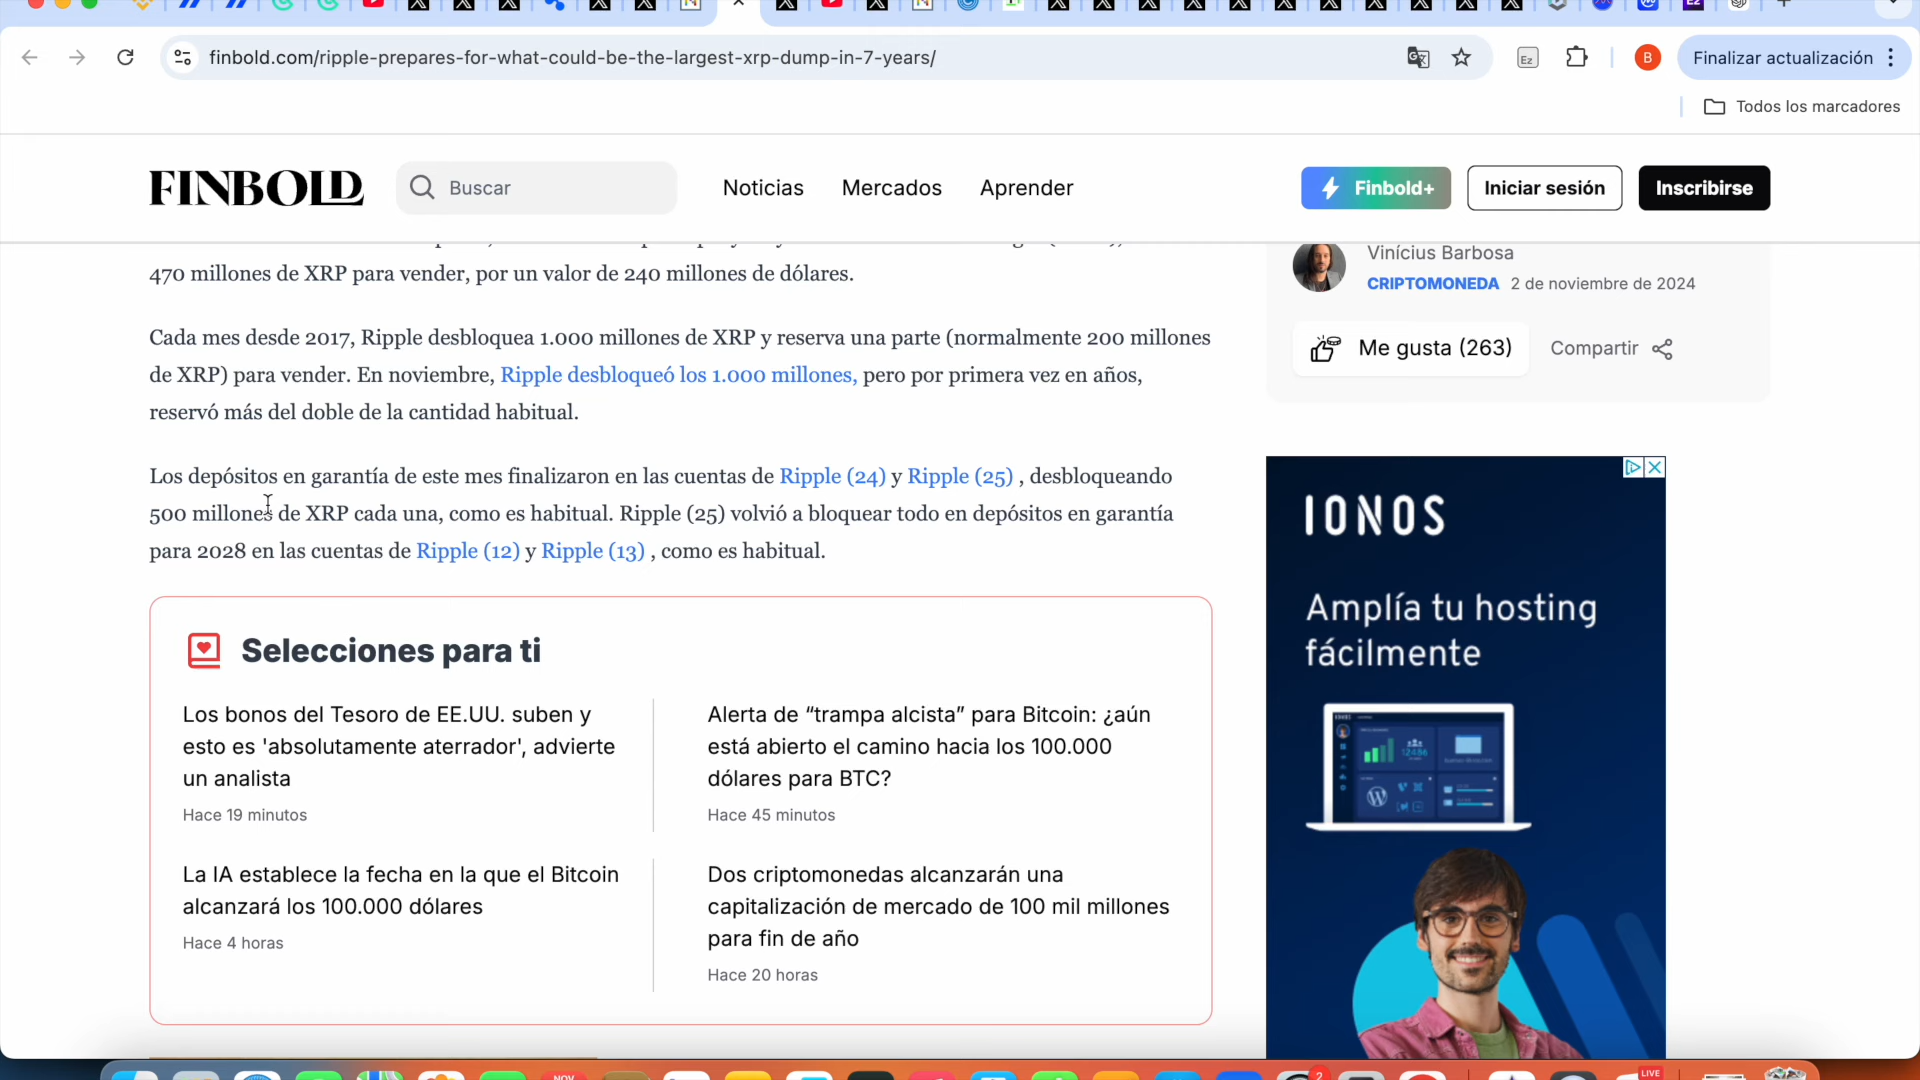 finbold.com/ripple-prepares-for-what-could-be-the-largest-xrp-dump-in-7-years/
Ez
B
Finalizar actualización
Todos los marcadores
FINBOLD
Buscar
Noticias
Mercados
Aprender
Finbold+
Iniciar sesión
Inscribirse
470 millones de XRP para vender, por un valor de 240 millones de dólares.
Cada mes desde 2017, Ripple desbloquea 1.000 millones de XRP y reserva una parte (normalmente 200 millones
de XRP) para vender. En noviembre, Ripple desbloqueó los 1.000 millones, pero por primera vez en años,
reservó más del doble de la cantidad habitual.
Los depósitos en garantía de este mes finalizaron en las cuentas de Ripple (24) y Ripple (25) , desbloqueando
500 millones de XRP cada una, como es habitual. Ripple (25) volvió a bloquear todo en depósitos en garantía
para 2028 en las cuentas de Ripple (12) y Ripple (13) , como es habitual.
Selecciones para ti
Los bonos del Tesoro de EE.UU. suben y
esto es 'absolutamente aterrador', advierte
un analista
Hace 19 minutos
Alerta de “trampa alcista” para Bitcoin: ¿aún
está abierto el camino hacia los 100.000
dólares para BTC?
Hace 45 minutos
La IA establece la fecha en la que el Bitcoin
alcanzará los 100.000 dólares
Hace 4 horas
Dos criptomonedas alcanzarán una
capitalización de mercado de 100 mil millones
para fin de año
Hace 20 horas
Vinícius Barbosa
CRIPTOMONEDA 2 de noviembre de 2024
Me gusta (263)
Compartir
IONOS
Amplía tu hosting
fácilmente
NOV
2
LIVE